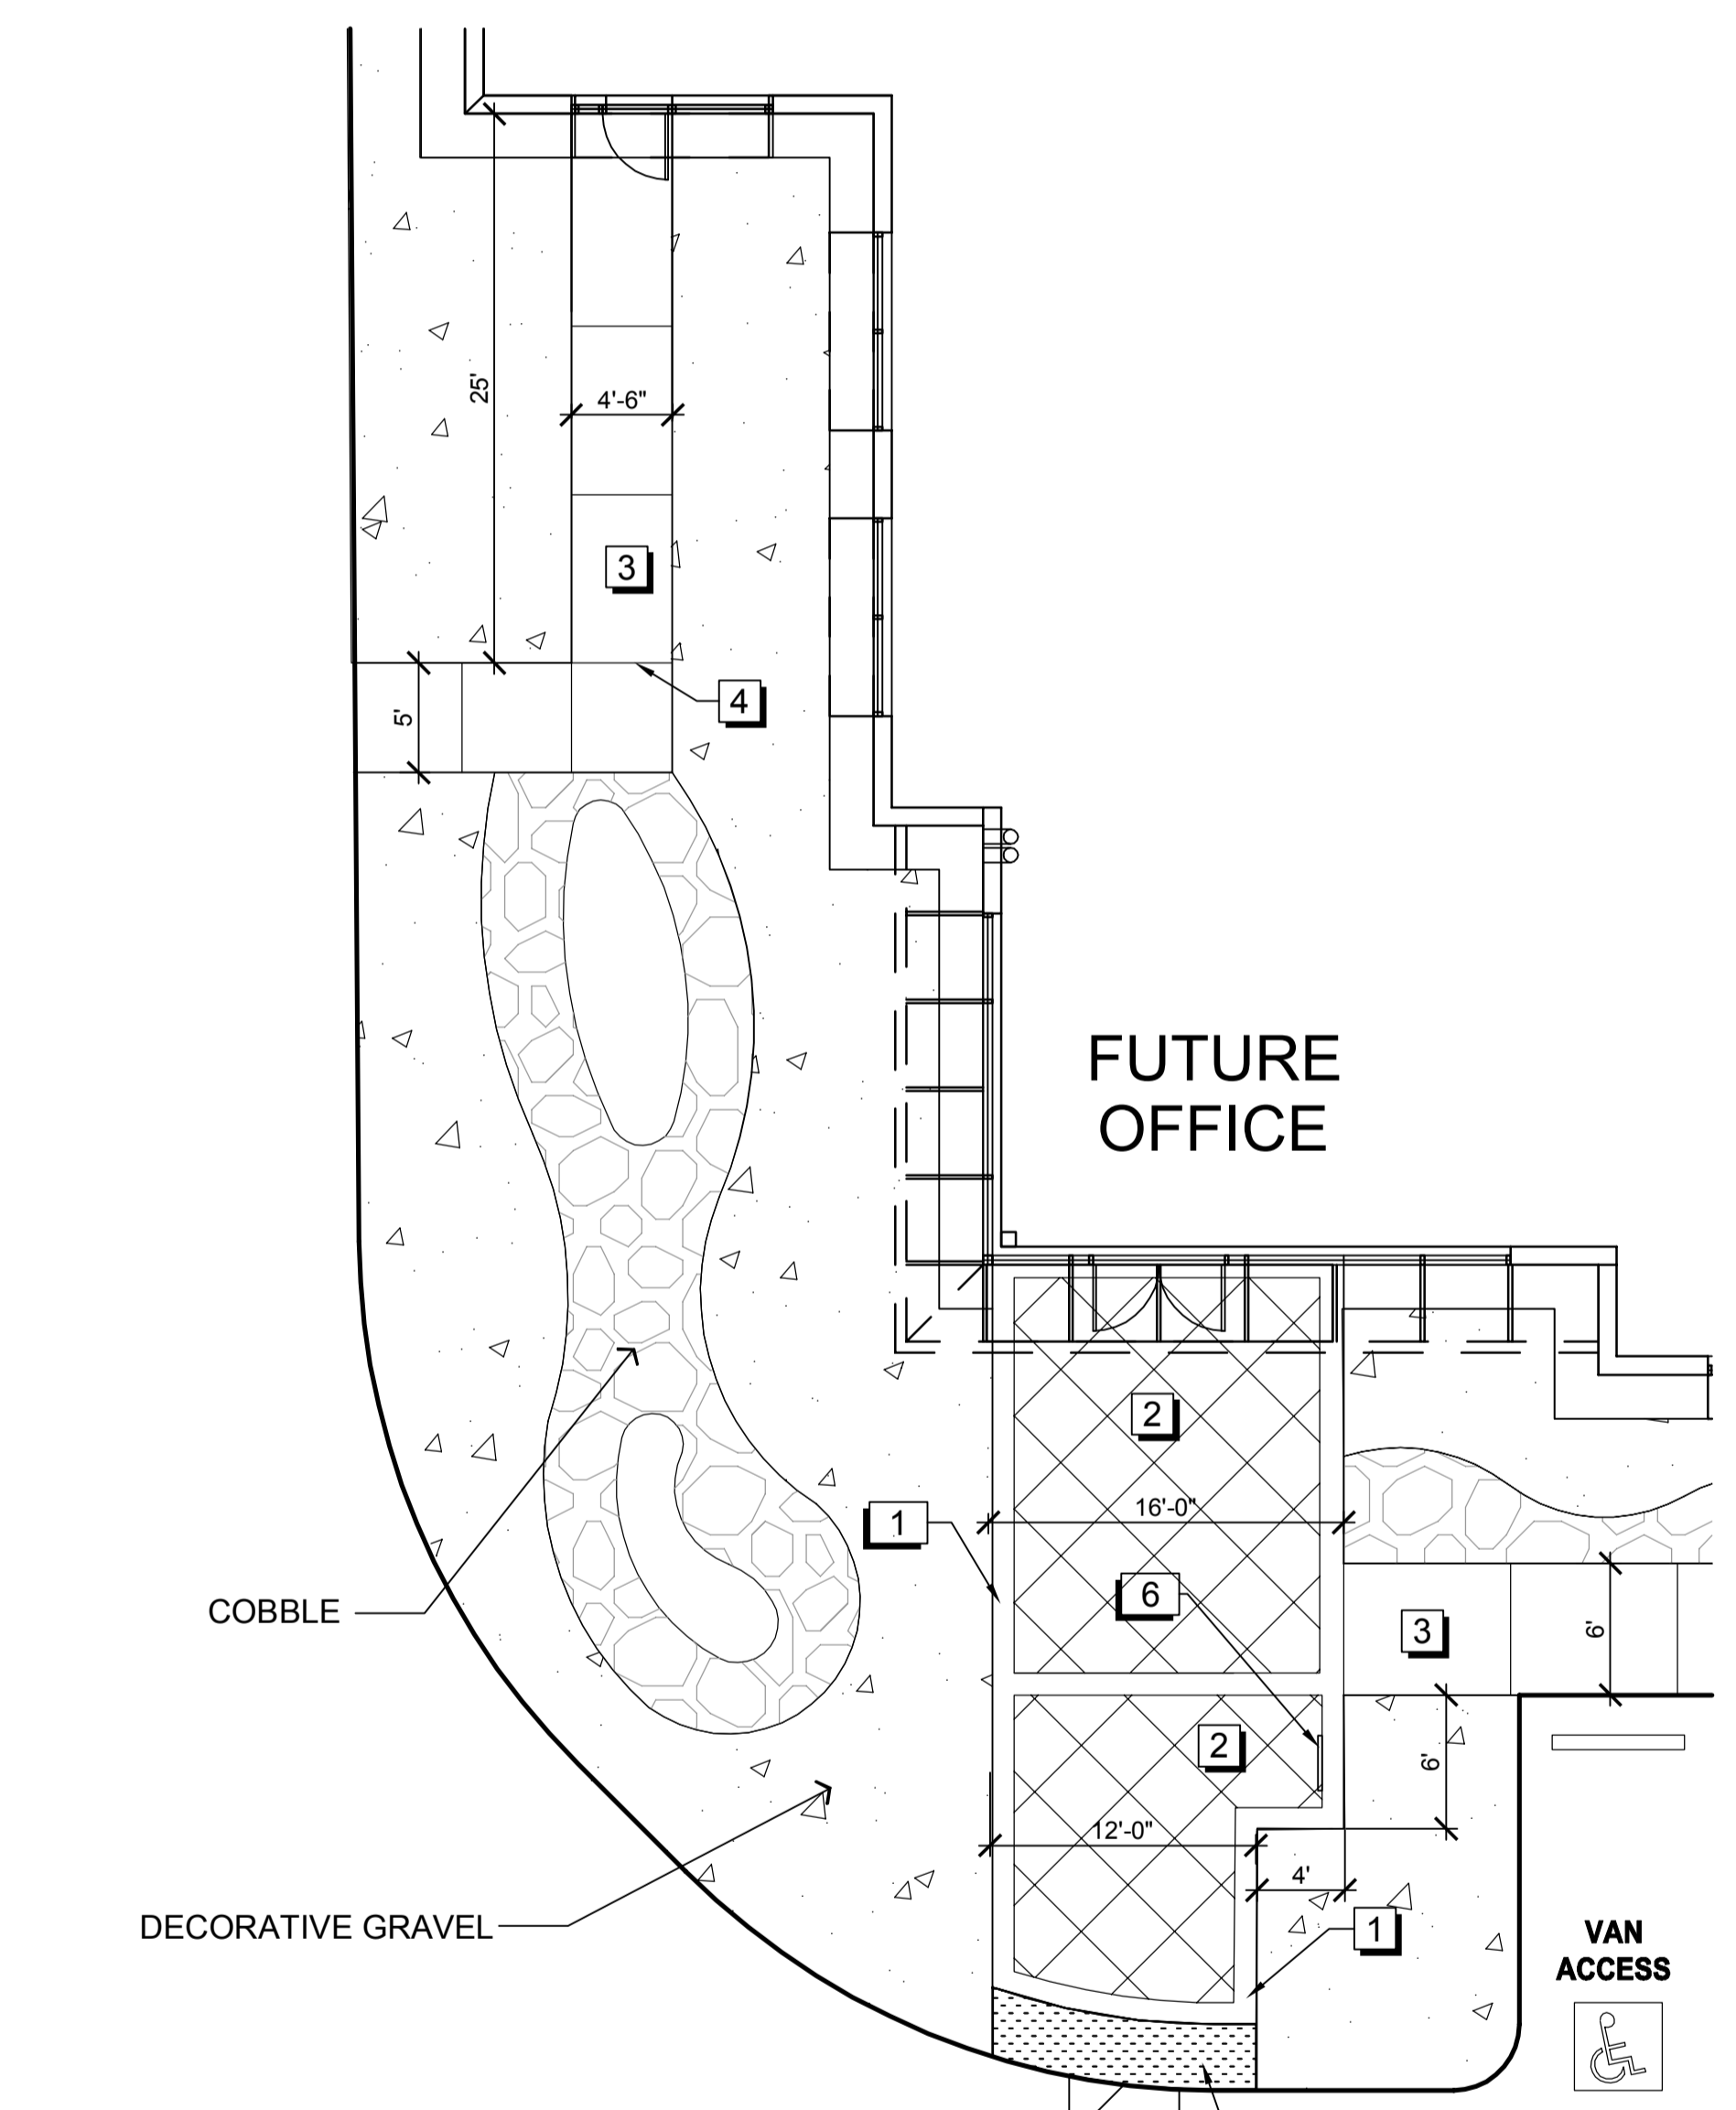 25'
4'-6"
3
4
5'
FUTURE
OFFICE
2
16'-0"
1
6
COBBLE
3
6'
2
6'
12'-0"
4'
DECORATIVE GRAVEL
1
VAN
ACCESS